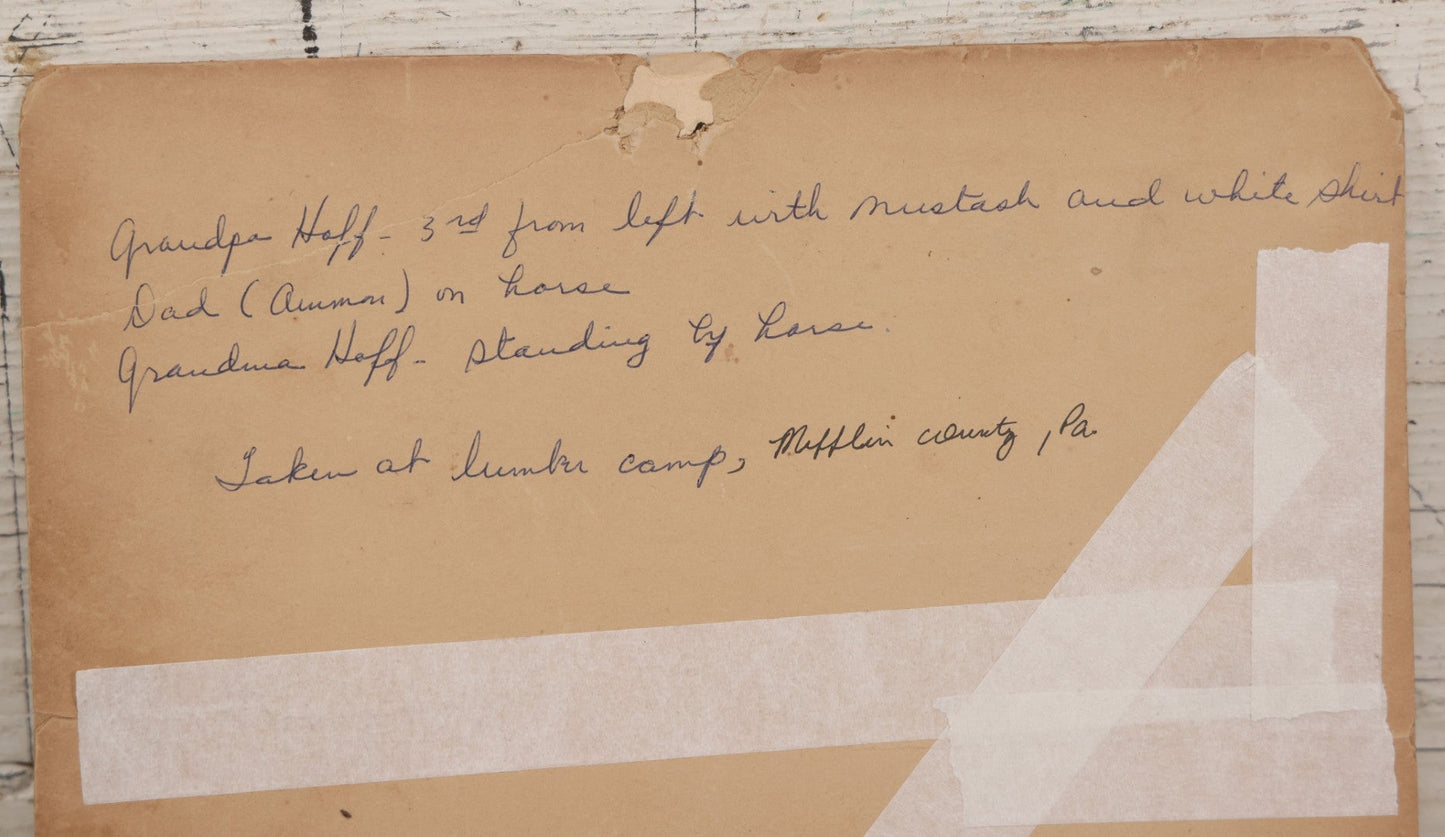 Grandpa Hoff - 3rd from left with mustash and white shirt
Dad (Ammon) on horse
Grandma Hoff - standing by horse.
Taken at lumber camp, Mifflin county, Pa.